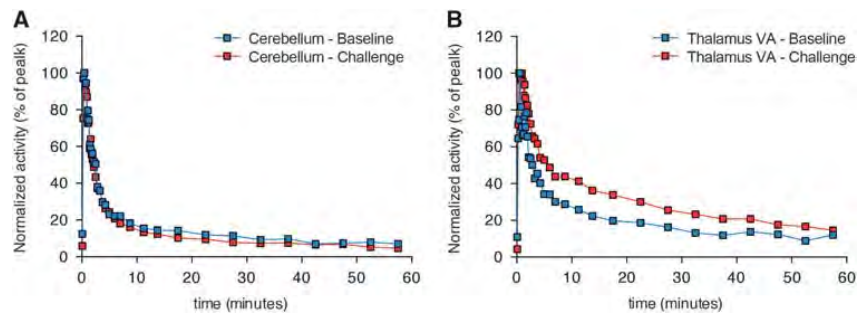 A
Cerebellum - Baseline
Cerebellum - Challenge
Normalized activity (% of pealk)
120
100
80
60
40
20
0
0 10 20 30 40 50 60
time (minutes)
B
Thalamus VA - Baseline
Thalamus VA - Challenge
Normalized activity (% of pealk)
120
100
80
60
40
20
0
0 10 20 30 40 50 60
time (minutes)